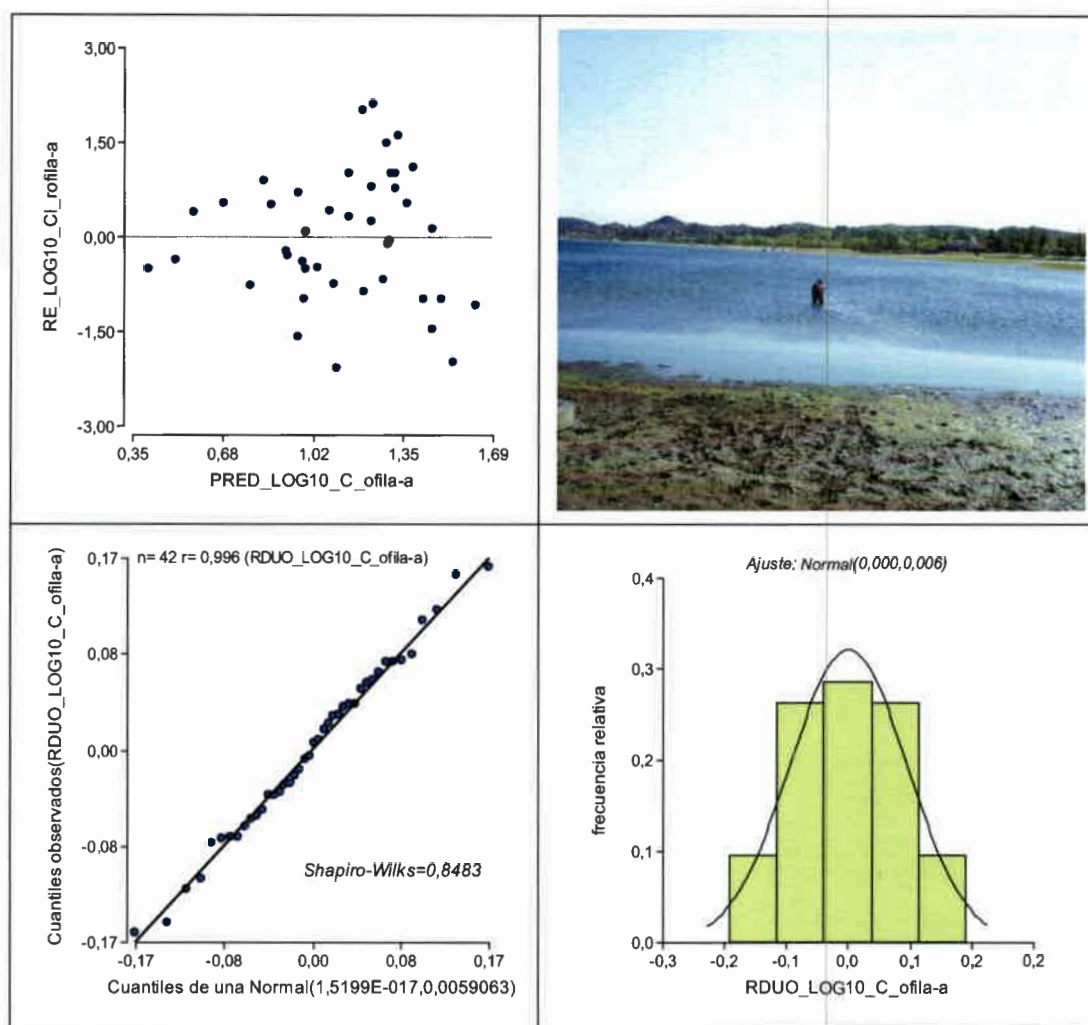 3,00
1,50
0,00
-1,50
-3,00
RE_LOG10_Cl_rofila-a
0,35 0,68 1,02 1,35 1,69
PRED_LOG10_C_ofila-a
n= 42 r= 0,996 (RDUO_LOG10_C_ofila-a)
0,17
0,08
0,00
-0,08
-0,17
Cuantiles observados(RDUO_LOG10_C_ofila-a)
Shapiro-Wilks=0,8483
-0,17 -0,08 0,00 0,08 0,17
Cuantiles de una Normal(1,5199E-017,0,0059063)
Ajuste: Normal(0,000,0,006)
0,4
0,3
0,2
0,1
0,0
frecuencia relativa
-0,3 -0,2 -0,1 0,0 0,1 0,2 0,2
RDUO_LOG10_C_ofila-a